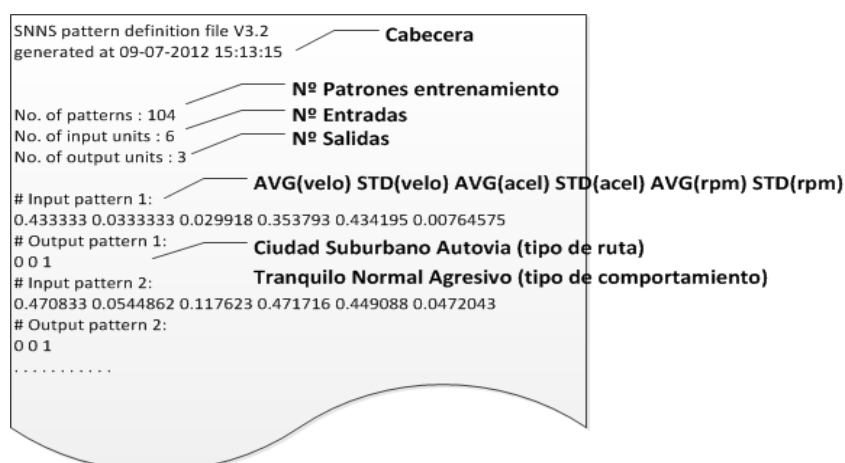 SNNS pattern definition file V3.2
generated at 09-07-2012 15:13:15
Cabecera
Nº Patrones entrenamiento
No. of patterns : 104
Nº Entradas
No. of input units : 6
Nº Salidas
No. of output units : 3
AVG(velo) STD(velo) AVG(acel) STD(acel) AVG(rpm) STD(rpm)
# Input pattern 1:
0.433333 0.0333333 0.029918 0.353793 0.434195 0.00764575
# Output pattern 1:
Ciudad Suburbano Autovia (tipo de ruta)
0 0 1
Tranquilo Normal Agresivo (tipo de comportamiento)
# Input pattern 2:
0.470833 0.0544862 0.117623 0.471716 0.449088 0.0472043
# Output pattern 2:
0 0 1
. . . . . . . . . . .